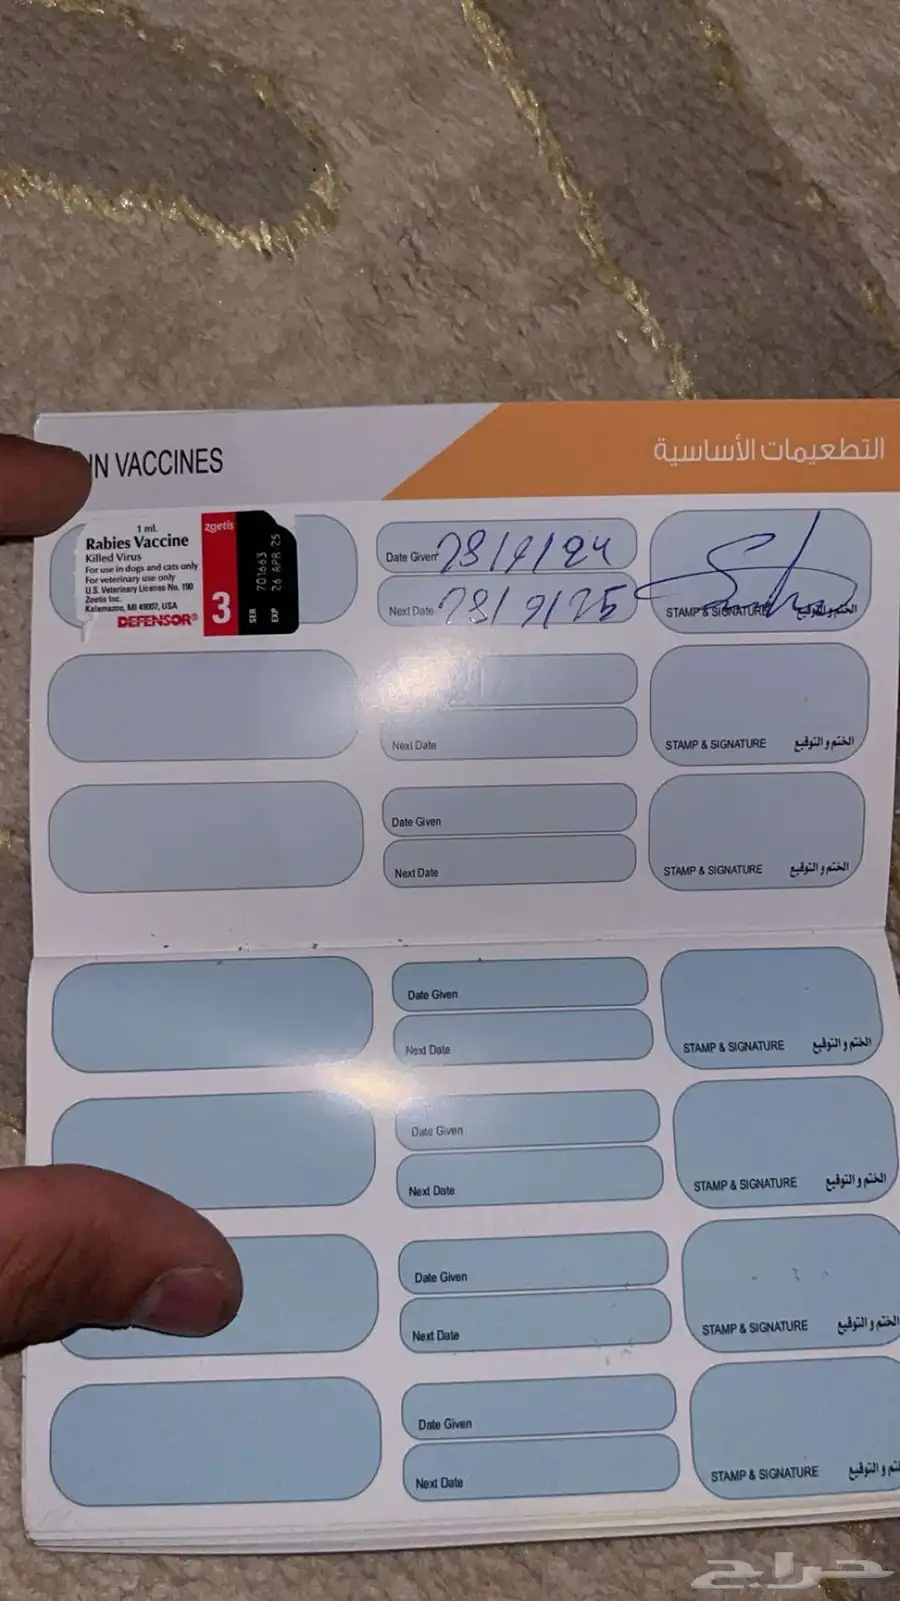 IN VACCINES
التطعيمات الأساسية
1 mL
Rabies Vaccine
Killed Virus
For use in dogs and cats only
For veterinary use only
U.S. Veterinary License No. 190
Zoetis Inc.
Kalamazoo, MI 49007, USA
DEFENSOR®
zoetis
3
SER 701663
EXP 26 APR 25
Date Given 28/9/24
Next Date 28/9/25
STAMP & SIGNATURE الختم والتوقيع
Next Date
STAMP & SIGNATURE الختم والتوقيع
Date Given
Next Date
STAMP & SIGNATURE الختم والتوقيع
Date Given
Next Date
STAMP & SIGNATURE الختم والتوقيع
Date Given
Next Date
STAMP & SIGNATURE الختم والتوقيع
Date Given
Next Date
STAMP & SIGNATURE الختم والتوقيع
Date Given
Next Date
STAMP & SIGNATURE
حراج